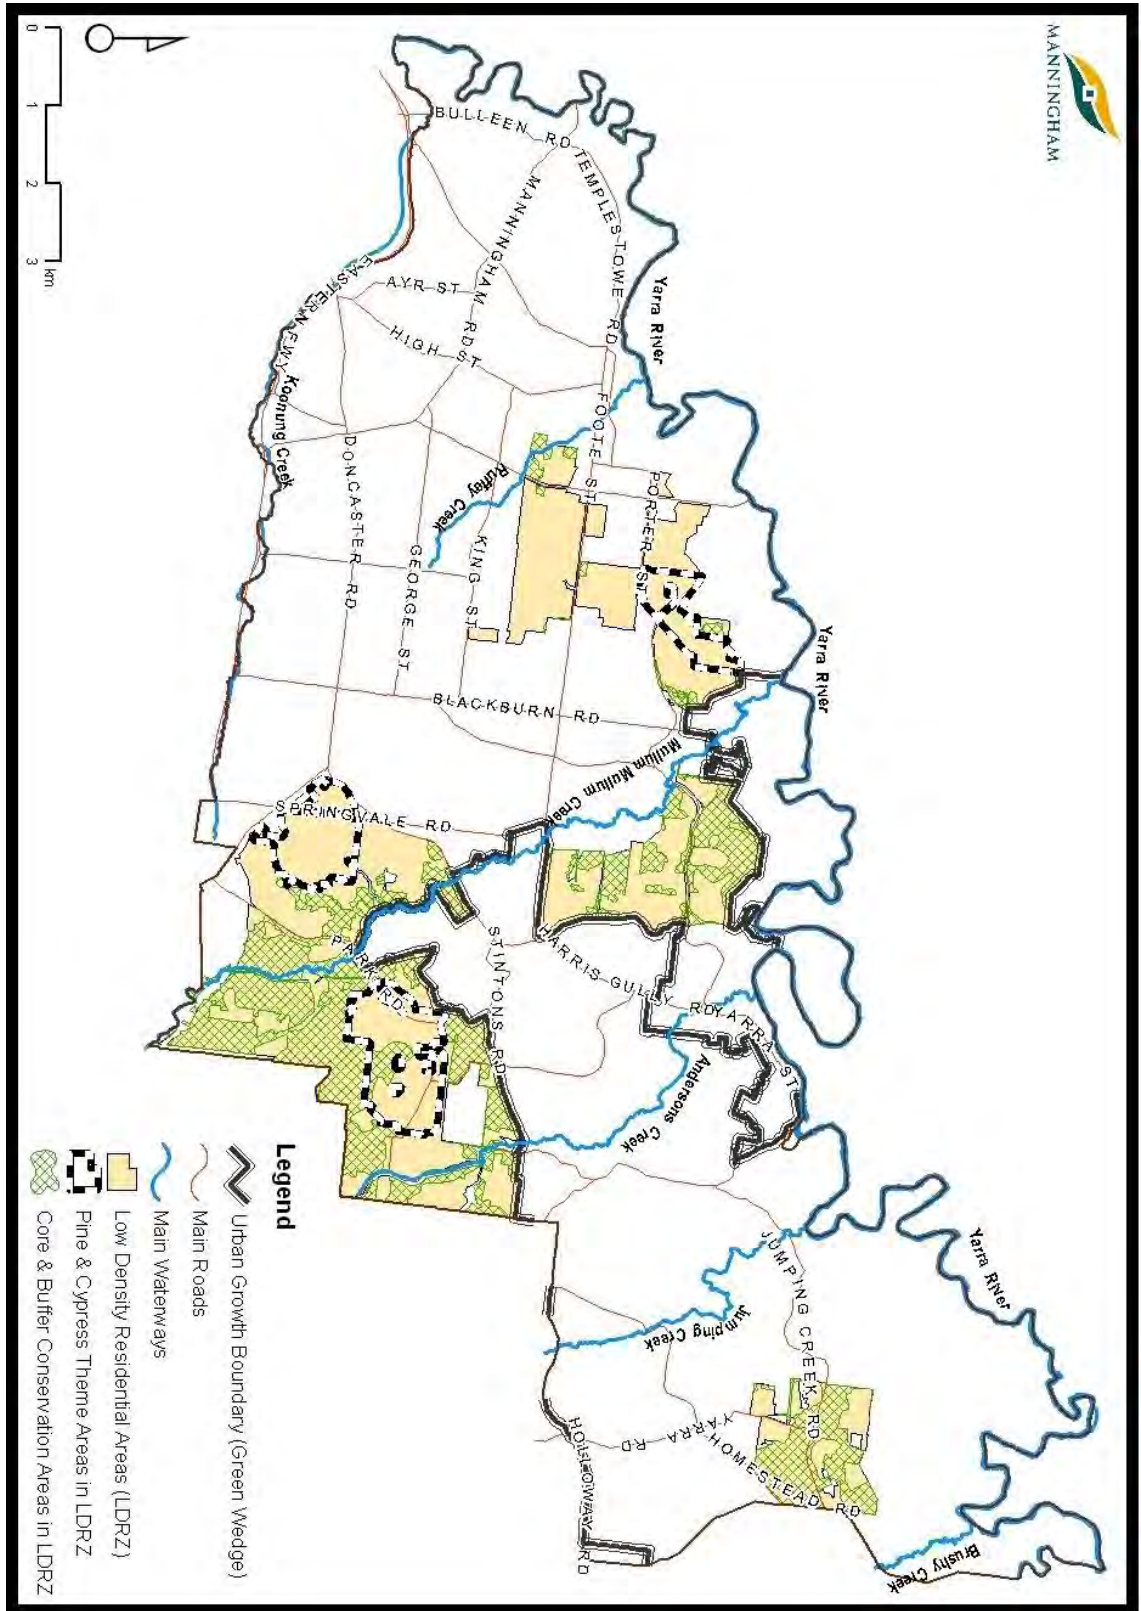 MANNINGHAM
Yarra River
Yarra River
Yarra River
BULLEEN RD
TEMPLESTOWE RD
MANNINGHAM RD
AYR ST
HIGH ST
EASTERN FWY
Koonung Creek
DONCASTER RD
Ruffey Creek
FOOTE ST
PORTER ST
KING ST
GEORGE ST
BLACKBURN RD
Mullum Mullum Creek
SPRINGVALE RD
PARK RD
STINTONS RD
HARRIS GULLY RD
YARRA ST
Andersons Creek
JUMPING CREEK RD
Jumping Creek
YARRA RD
HOMESTEAD RD
HOLLOWAY RD
Brushy Creek
0 1 2 3
km
Legend
Urban Growth Boundary (Green Wedge)
Main Roads
Main Waterways
Low Density Residential Areas (LDRZ)
Pine & Cypress Theme Areas in LDRZ
Core & Buffer Conservation Areas in LDRZ